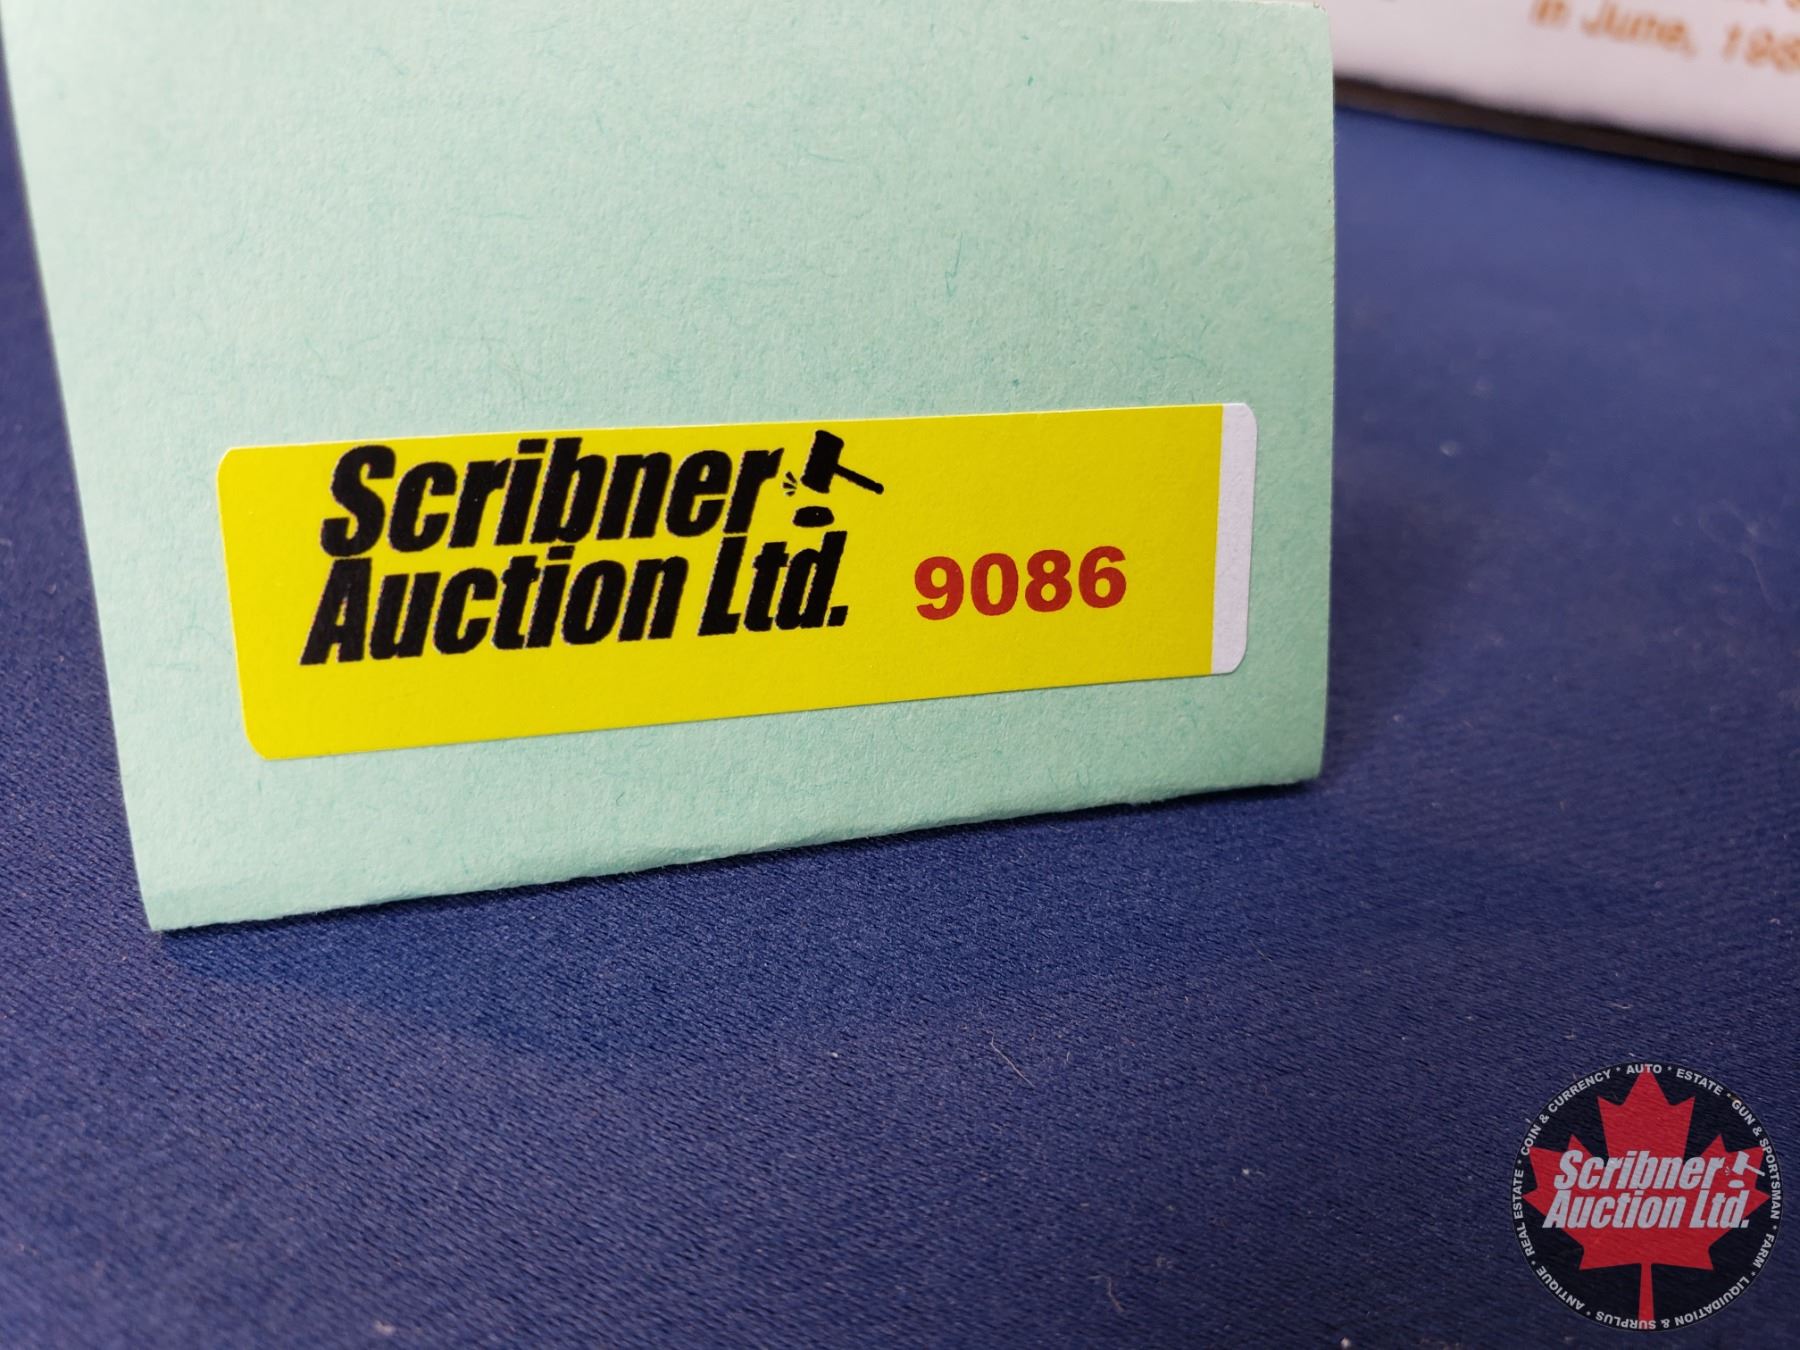 in June, 198
Scribner
Auction Ltd.
9086
REAL ESTATE * COIN & CURRENCY * AUTO * ESTATE * GUN & SPORTSMAN * FARM * LIQUIDATION & SURPLUS * ANTIQUE *
Scribner
Auction Ltd.